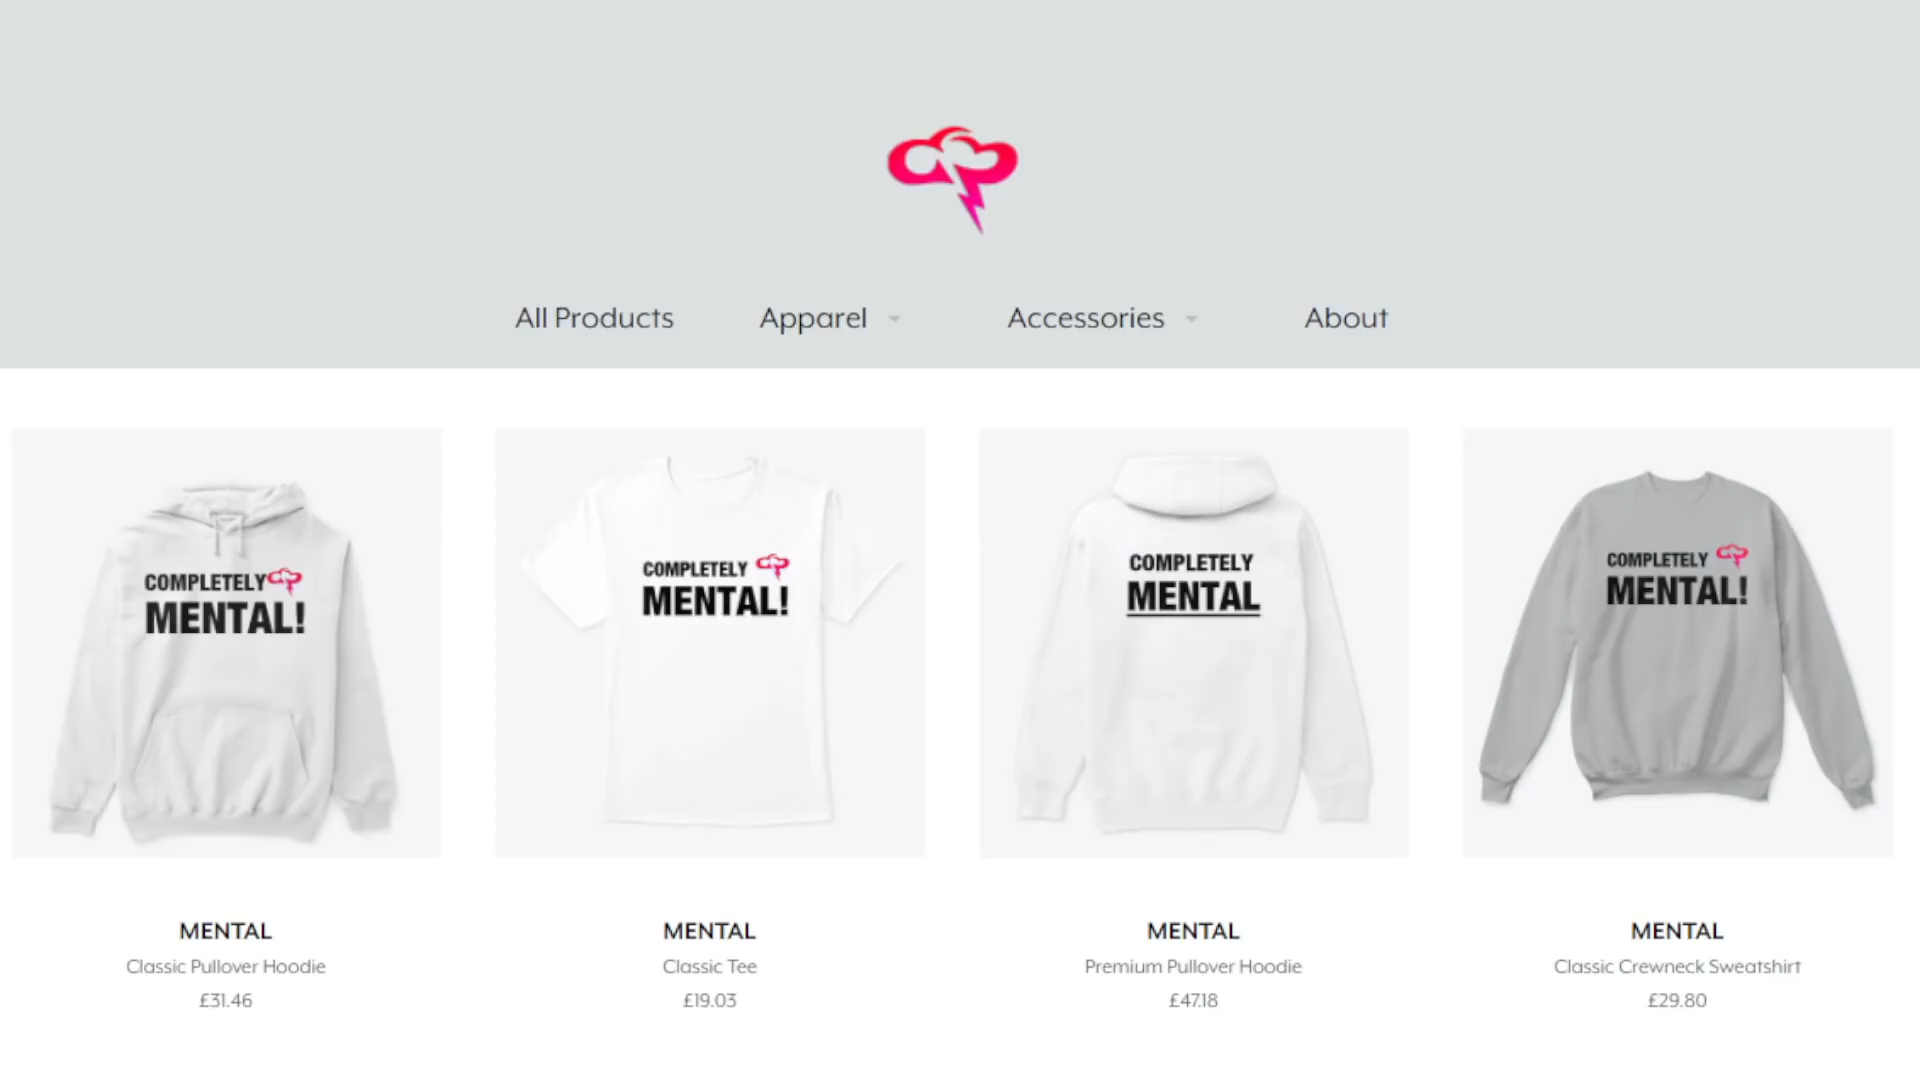 All Products
Apparel
Accessories
About
COMPLETELY
MENTAL!
COMPLETELY
MENTAL!
COMPLETELY
MENTAL
COMPLETELY
MENTAL!
MENTAL
Classic Pullover Hoodie
£31.46
MENTAL
Classic Tee
£19.03
MENTAL
Premium Pullover Hoodie
£47.18
MENTAL
Classic Crewneck Sweatshirt
£29.80